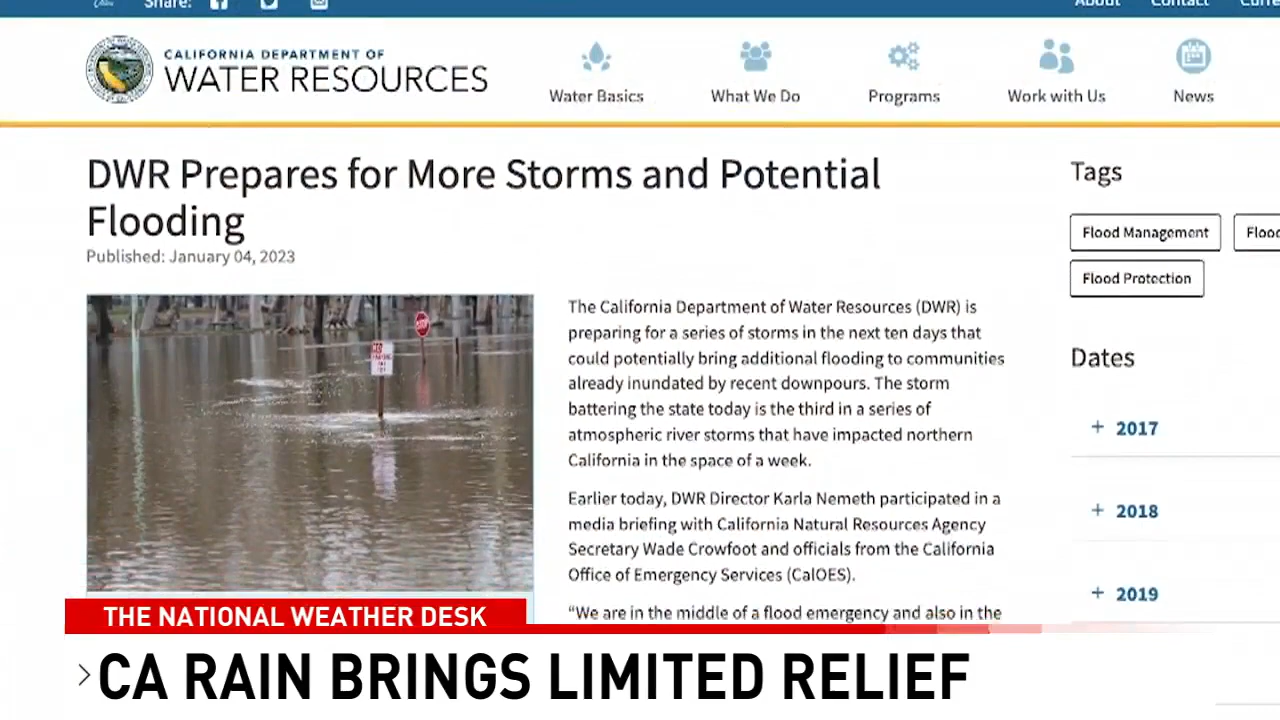 Share:
About Contact
CALIFORNIA DEPARTMENT OF
WATER RESOURCES
Water Basics What We Do Programs Work with Us News
DWR Prepares for More Storms and Potential
Flooding
Published: January 04, 2023
Tags
Flood Management
Flood Protection
STOP
The California Department of Water Resources (DWR) is
preparing for a series of storms in the next ten days that
could potentially bring additional flooding to communities
already inundated by recent downpours. The storm
battering the state today is the third in a series of
atmospheric river storms that have impacted northern
California in the space of a week.
Earlier today, DWR Director Karla Nemeth participated in a
media briefing with California Natural Resources Agency
Secretary Wade Crowfoot and officials from the California
Office of Emergency Services (CalOES).
“We are in the middle of a flood emergency and also in the
Dates
+ 2017
+ 2018
+ 2019
THE NATIONAL WEATHER DESK
>CA RAIN BRINGS LIMITED RELIEF